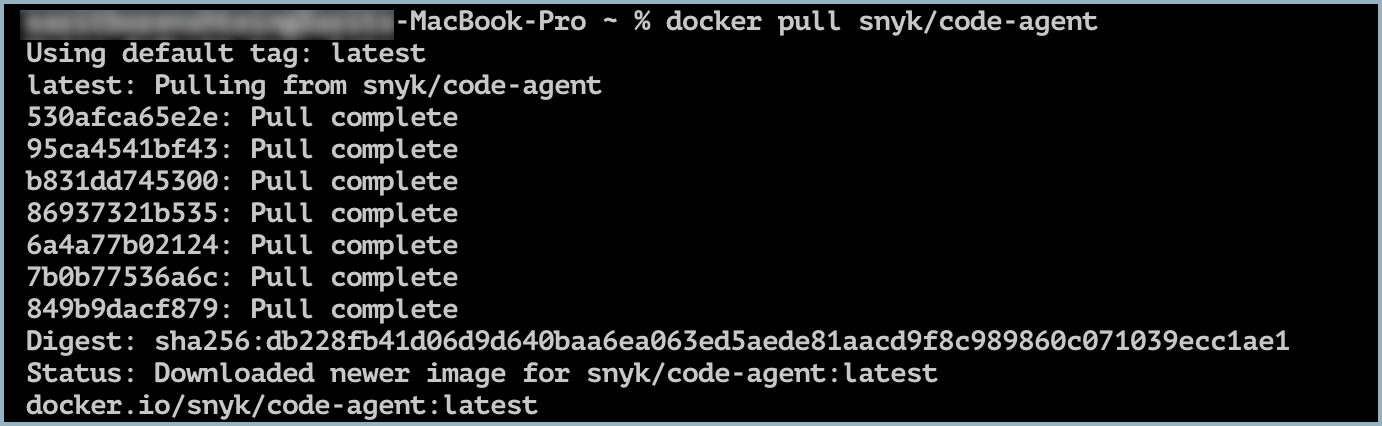 -MacBook-Pro ~ % docker pull snyk/code-agent
Using default tag: latest
latest: Pulling from snyk/code-agent
530afca65e2e: Pull complete
95ca4541bf43: Pull complete
b831dd745300: Pull complete
86937321b535: Pull complete
6a4a77b02124: Pull complete
7b0b77536a6c: Pull complete
849b9dacf879: Pull complete
Digest: sha256:db228fb41d06d9d640baa6ea063ed5aede81aacd9f8c989860c071039ecc1ae1
Status: Downloaded newer image for snyk/code-agent:latest
docker.io/snyk/code-agent:latest